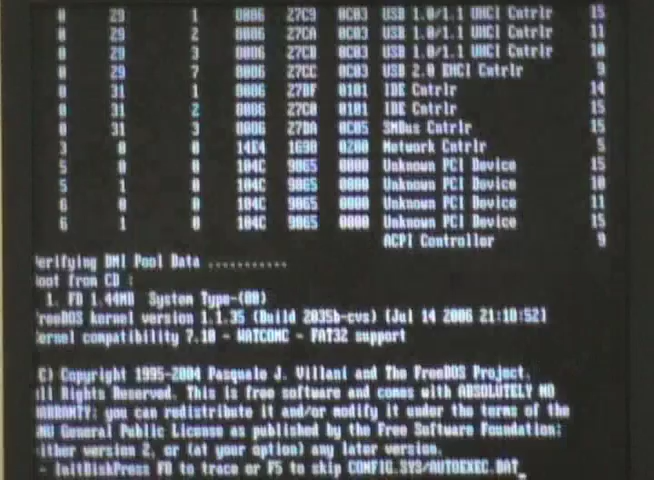 0 29 1 8086 27C9 0C03 USB 1.0/1.1 UHCI Cntrlr 15
0 29 2 8086 27CA 0C03 USB 1.0/1.1 UHCI Cntrlr 11
0 29 3 8086 27CB 0C03 USB 1.0/1.1 UHCI Cntrlr 10
0 29 7 8086 27CC 0C03 USB 2.0 EHCI Cntrlr 9
0 31 1 8086 27DF 0101 IDE Cntrlr 14
0 31 2 8086 27C0 0101 IDE Cntrlr 15
0 31 3 8086 27DA 0C05 SMBus Cntrlr 15
3 0 0 14E4 1690 0200 Network Cntrlr 5
5 0 0 104C 9065 0000 Unknown PCI Device 15
5 1 0 104C 9065 0000 Unknown PCI Device 10
6 0 0 104C 9065 0000 Unknown PCI Device 11
6 1 0 104C 9065 0000 Unknown PCI Device 15
ACPI Controller 9
erifying DMI Pool Data ...........
oot from CD :
1. FD 1.44MB System Type-(00)
reeDOS kernel version 1.1.35 (Build 2035b-cvs) [Jul 14 2006 21:10:52]
ernel compatibility 7.10 - WATCOMC - FAT32 support
C) Copyright 1995-2004 Pasquale J. Villani and The FreeDOS Project.
ll Rights Reserved. This is free software and comes with ABSOLUTELY NO
WARRANTY; you can redistribute it and/or modify it under the terms of the
NU General Public License as published by the Free Software Foundation;
ither version 2, or (at your option) any later version.
- InitDiskPress F8 to trace or F5 to skip CONFIG.SYS/AUTOEXEC.BAT_